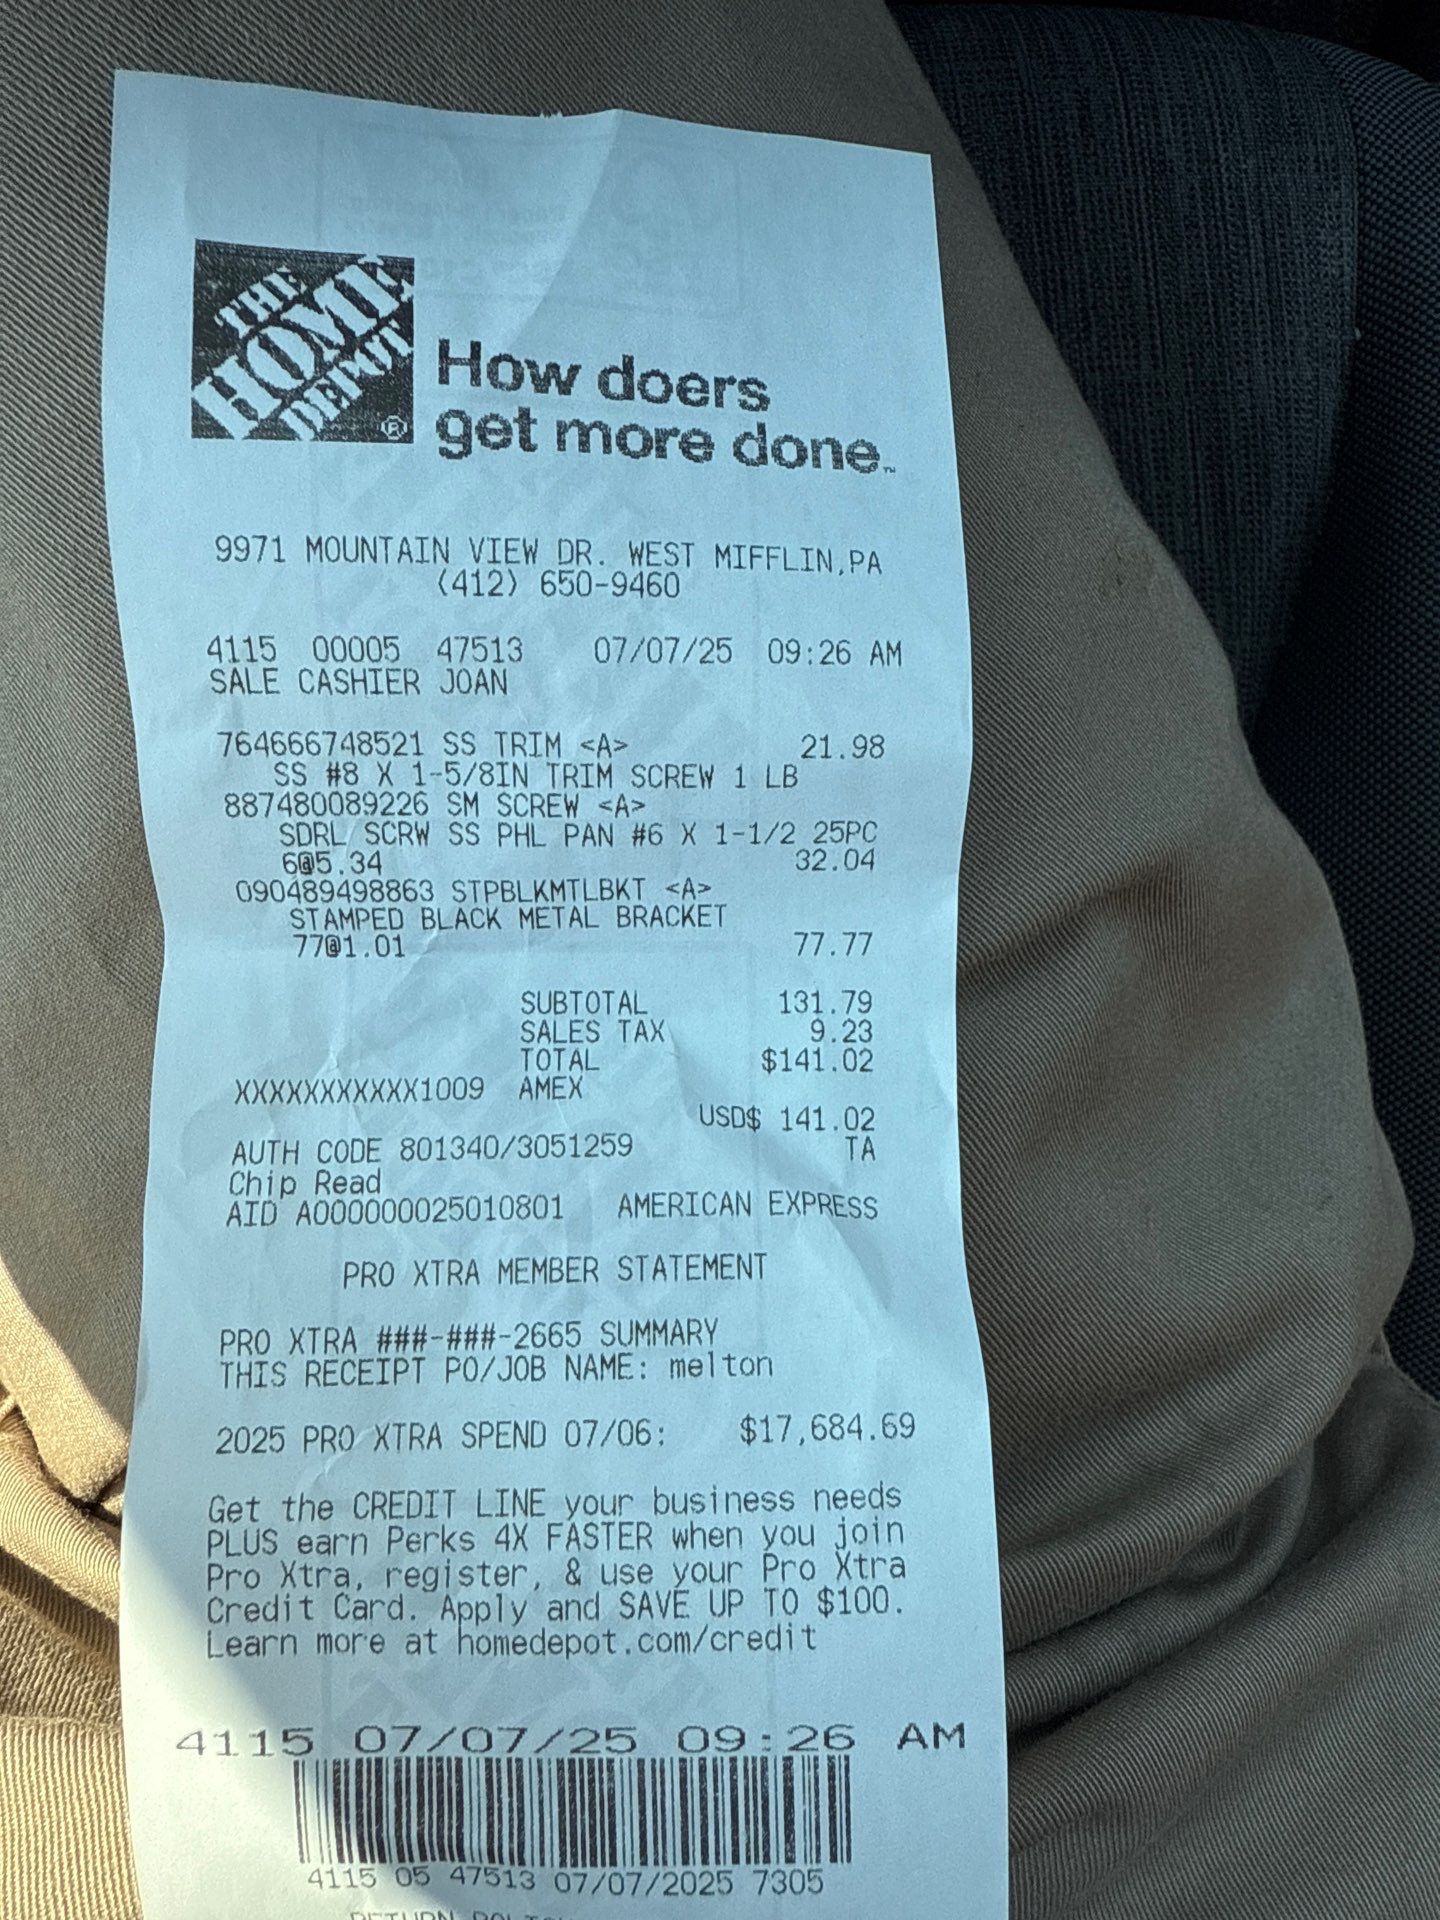 THE
HOME
DEPOT
®
How doers
get more done.™
9971 MOUNTAIN VIEW DR. WEST MIFFLIN,PA
(412) 650-9460
4115 00005 47513 07/07/25 09:26 AM
SALE CASHIER JOAN
764666748521 SS TRIM <A> 21.98
SS #8 X 1-5/8IN TRIM SCREW 1 LB
887480089226 SM SCREW <A>
SDRL SCRW SS PHL PAN #6 X 1-1/2 25PC
6@5.34 32.04
090489498863 STPBLKMTLBKT <A>
STAMPED BLACK METAL BRACKET
77@1.01 77.77
SUBTOTAL 131.79
SALES TAX 9.23
TOTAL $141.02
XXXXXXXXXXX1009 AMEX
USD$ 141.02
AUTH CODE 801340/3051259 TA
Chip Read
AID A000000025010801 AMERICAN EXPRESS
PRO XTRA MEMBER STATEMENT
PRO XTRA ###-###-2665 SUMMARY
THIS RECEIPT PO/JOB NAME: melton
2025 PRO XTRA SPEND 07/06: $17,684.69
Get the CREDIT LINE your business needs
PLUS earn Perks 4X FASTER when you join
Pro Xtra, register, & use your Pro Xtra
Credit Card. Apply and SAVE UP TO $100.
Learn more at homedepot.com/credit
4115 07/07/25 09:26 AM
4115 05 47513 07/07/2025 7305
RETURN